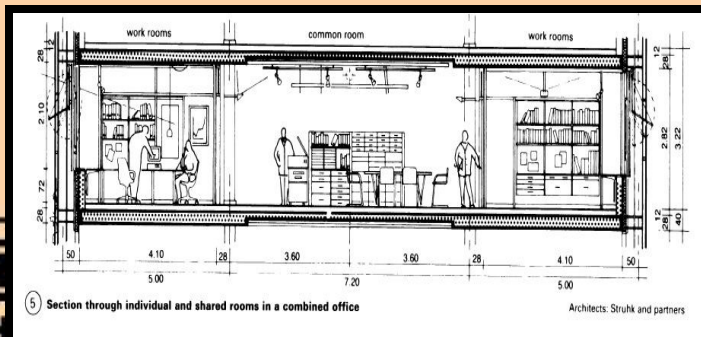 work rooms common room work rooms
12
28
2 10
72
28
12
28
2.82
3.22
12
28
40
50 4.10 28 3.60 3.60 28 4.10 50
5.00 7.20 5.00
5 Section through individual and shared rooms in a combined office
Architects: Struhk and partners